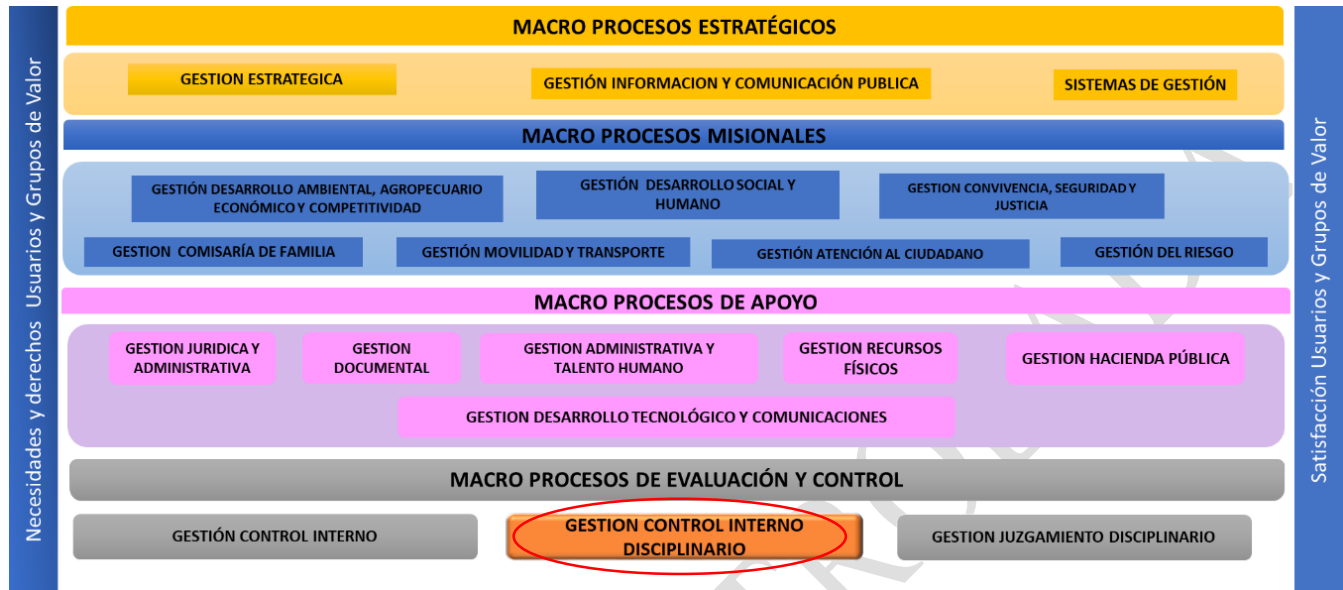 Necesidades y derechos Usuarios y Grupos de Valor
MACRO PROCESOS ESTRATÉGICOS
GESTION ESTRATEGICA
GESTIÓN INFORMACION Y COMUNICACIÓN PUBLICA
SISTEMAS DE GESTIÓN
MACRO PROCESOS MISIONALES
GESTIÓN DESARROLLO AMBIENTAL, AGROPECUARIO
ECONÓMICO Y COMPETITIVIDAD
GESTIÓN DESARROLLO SOCIAL Y
HUMANO
GESTION CONVIVENCIA, SEGURIDAD Y
JUSTICIA
GESTION COMISARÍA DE FAMILIA
GESTIÓN MOVILIDAD Y TRANSPORTE
GESTIÓN ATENCIÓN AL CIUDADANO
GESTIÓN DEL RIESGO
MACRO PROCESOS DE APOYO
GESTION JURIDICA Y
ADMINISTRATIVA
GESTION
DOCUMENTAL
GESTION ADMINISTRATIVA Y
TALENTO HUMANO
GESTION RECURSOS
FÍSICOS
GESTION HACIENDA PÚBLICA
GESTION DESARROLLO TECNOLÓGICO Y COMUNICACIONES
MACRO PROCESOS DE EVALUACIÓN Y CONTROL
GESTIÓN CONTROL INTERNO
GESTION CONTROL INTERNO
DISCIPLINARIO
GESTION JUZGAMIENTO DISCIPLINARIO
Satisfacción Usuarios y Grupos de Valor